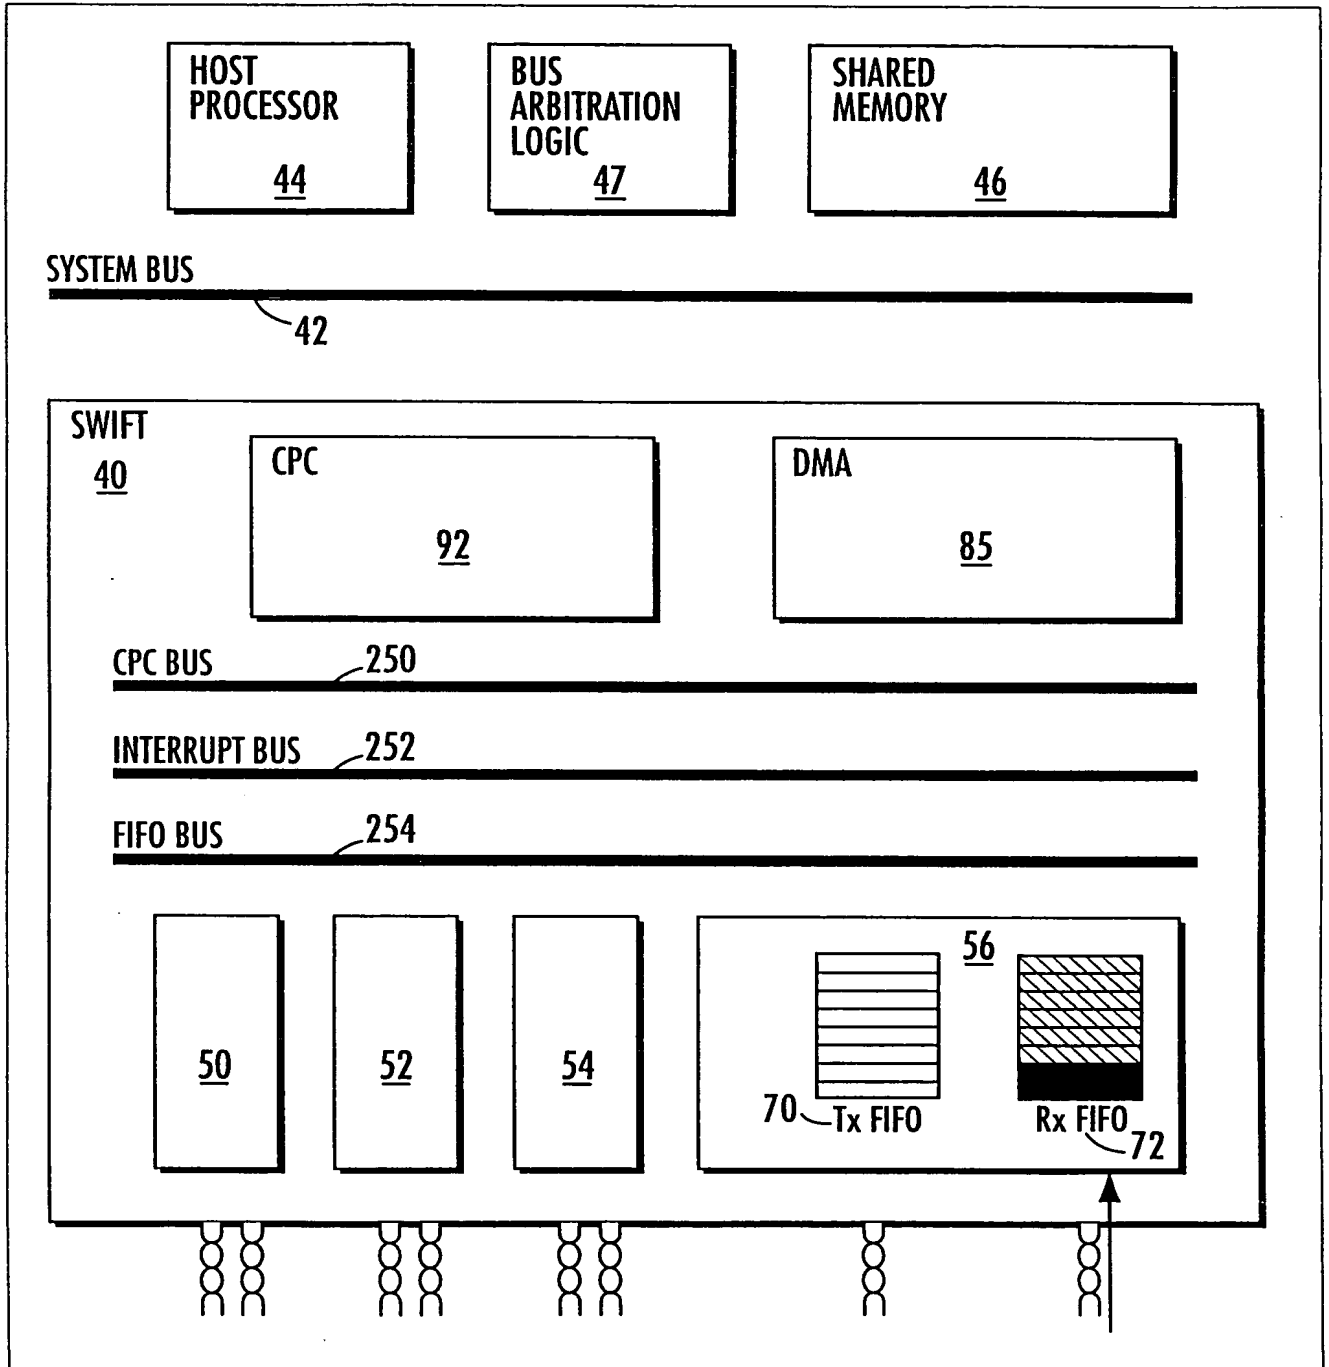 HOST
PROCESSOR
44
BUS
ARBITRATION
LOGIC
47
SHARED
MEMORY
46
SYSTEM BUS
42
SWIFT
40
CPC
92
DMA
85
CPC BUS
250
INTERRUPT BUS
252
FIFO BUS
254
50
52
54
56
70
Tx FIFO
Rx FIFO
72